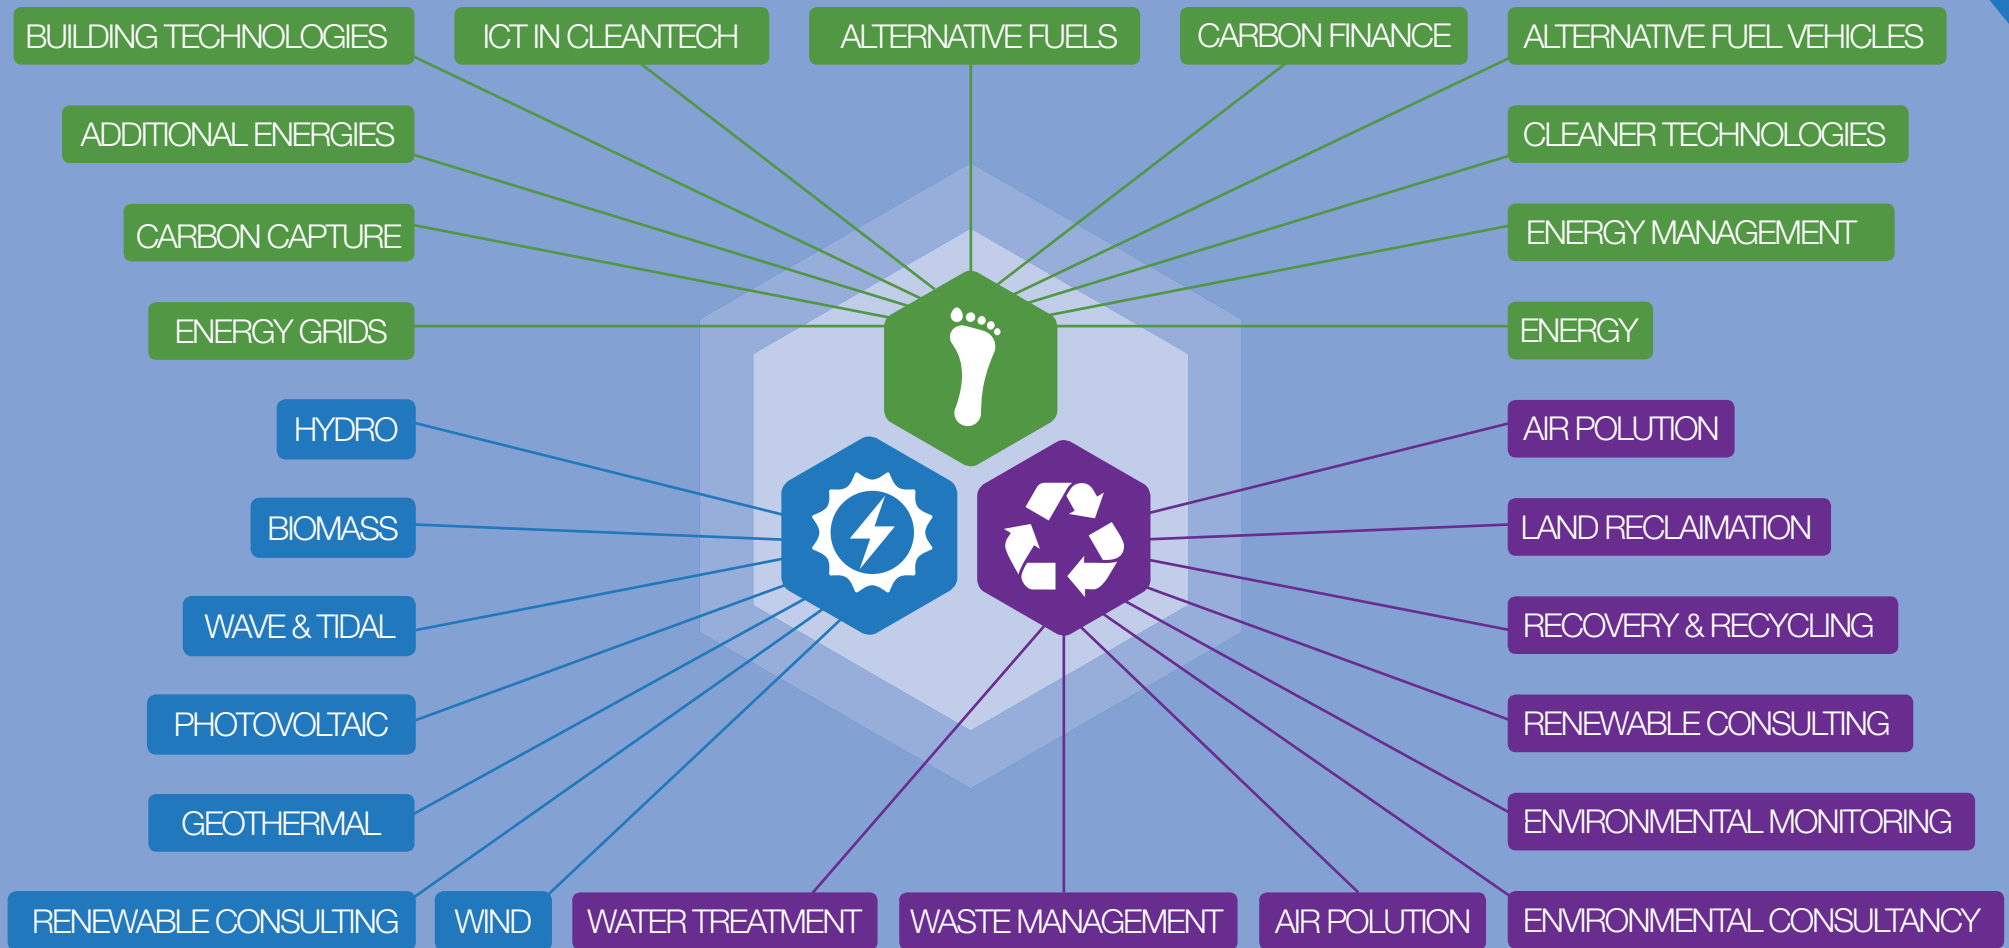 BUILDING TECHNOLOGIES
ICT IN CLEANTECH
ALTERNATIVE FUELS
CARBON FINANCE
ALTERNATIVE FUEL VEHICLES
ADDITIONAL ENERGIES
CLEANER TECHNOLOGIES
CARBON CAPTURE
ENERGY MANAGEMENT
ENERGY GRIDS
ENERGY
HYDRO
AIR POLUTION
BIOMASS
LAND RECLAIMATION
WAVE & TIDAL
RECOVERY & RECYCLING
PHOTOVOLTAIC
RENEWABLE CONSULTING
GEOTHERMAL
ENVIRONMENTAL MONITORING
RENEWABLE CONSULTING
WIND
WATER TREATMENT
WASTE MANAGEMENT
AIR POLUTION
ENVIRONMENTAL CONSULTANCY